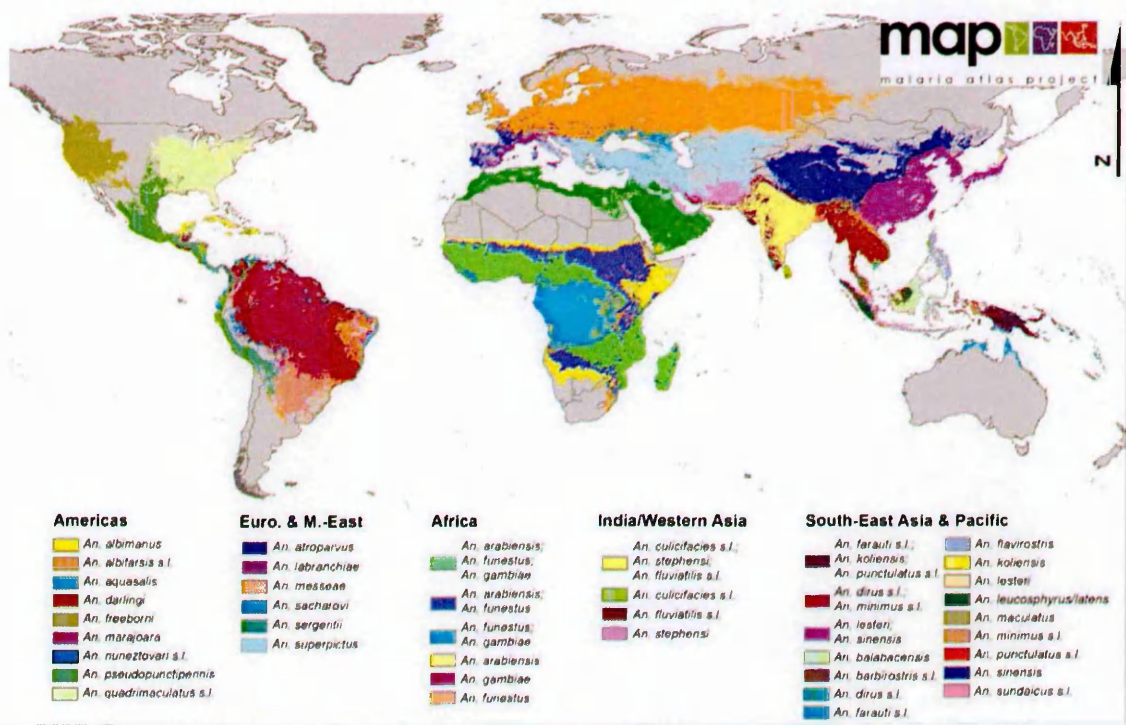 map
malaria atlas project
N
Americas
An. albimanus
An. albitarsis s.l.
An. aquasalis
An. darlingi
An. freeborni
An. marajoara
An. nuneztovari s.l.
An. pseudopunctipennis
An. quadrimaculatus s.l.
Euro. & M.-East
An. atroparvus
An. labranchiae
An. messeae
An. sacharovi
An. sergentii
An. superpictus
Africa
An. arabiensis;
An. funestus;
An. gambiae
An. arabiensis;
An. funestus
An. funestus;
An. gambiae
An. arabiensis
An. gambiae
An. funestus
India/Western Asia
An. culicifacies s.l.;
An. stephensi;
An. fluviatilis s.l.
An. culicifacies s.l.
An. fluviatilis s.l.
An. stephensi
South-East Asia & Pacific
An. farauti s.l.;
An. koliensis;
An. punctulatus s.l.
An. dirus s.l.;
An. minimus s.l.
An. lesteri;
An. sinensis
An. balabacensis
An. barbirostris s.l.
An. dirus s.l.
An. farauti s.l.
An. flavirostris
An. koliensis
An. lesteri
An. leucosphyrus/latens
An. maculatus
An. minimus s.l.
An. punctulatus s.l.
An. sinensis
An. sundaicus s.l.